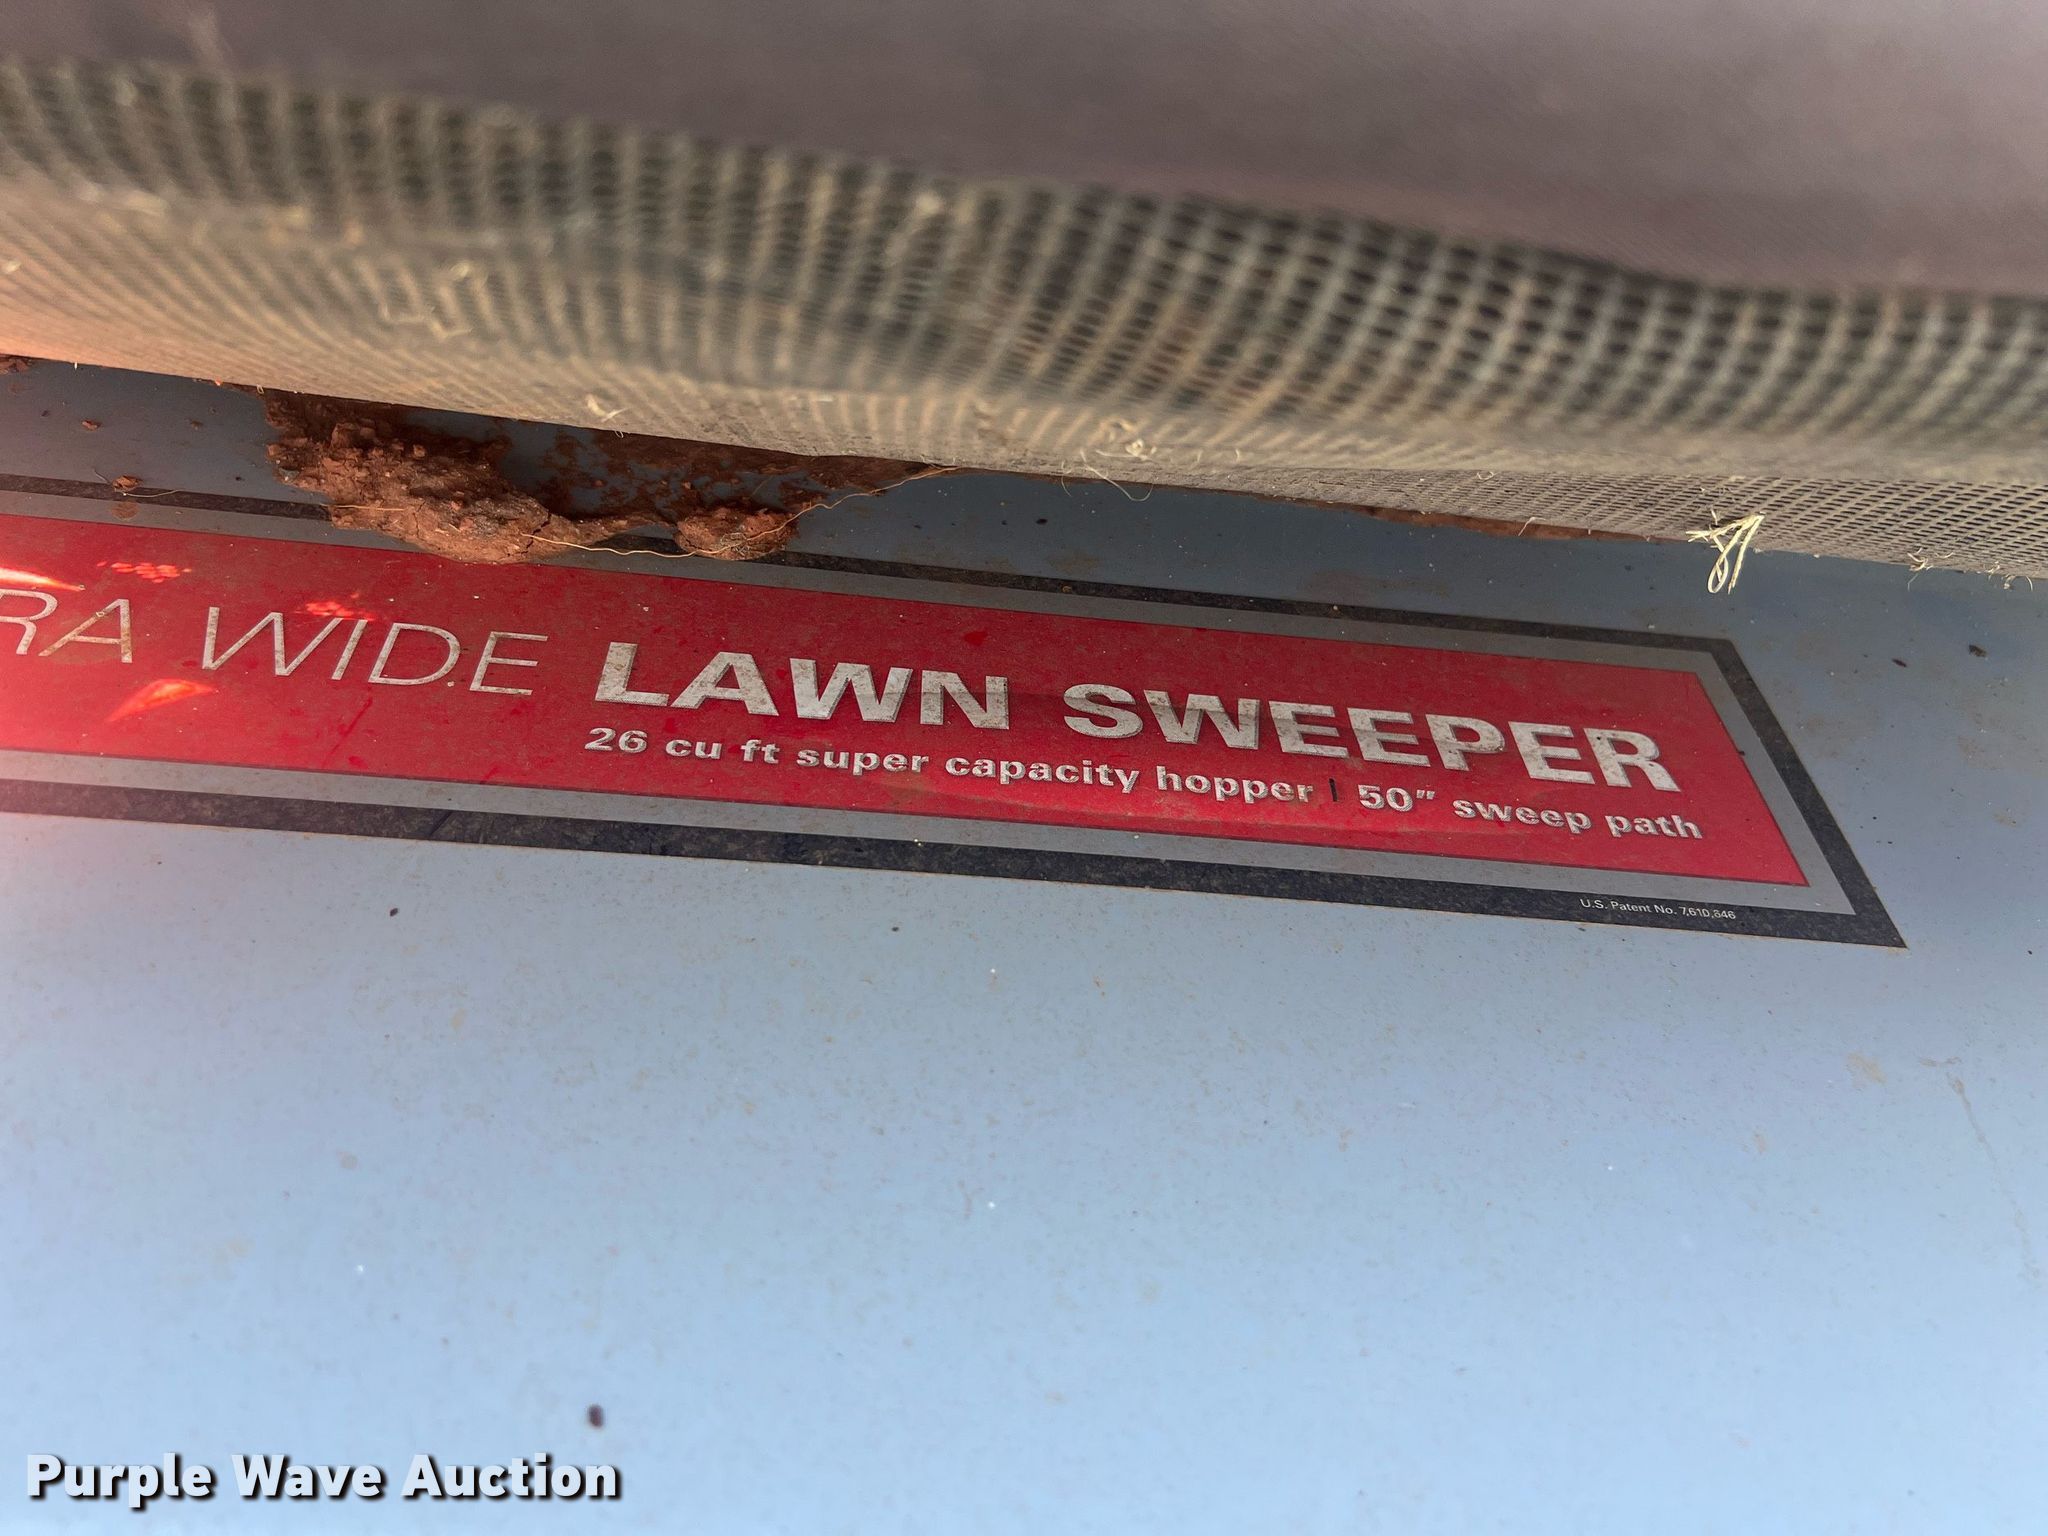 RA WIDE LAWN SWEEPER
26 cu ft super capacity hopper | 50" sweep path
U.S. Patent No. 7,610,846
Purple Wave Auction